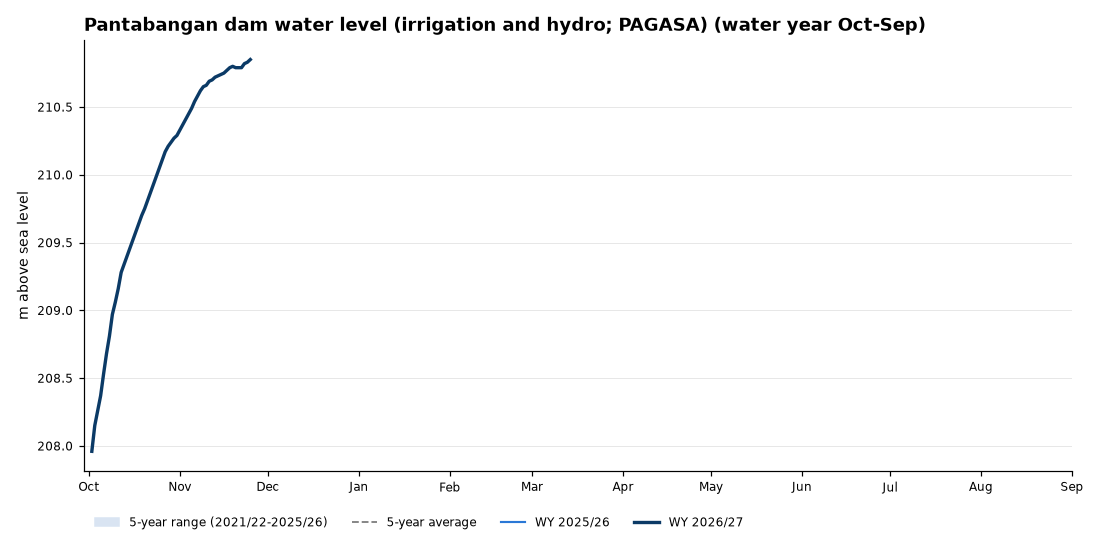 Pantabangan dam water level (irrigation and hydro; PAGASA) (water year Oct-Sep)
m above sea level
210.5
210.0
209.5
209.0
208.5
208.0
Oct Nov Dec Jan Feb Mar Apr May Jun Jul Aug Sep
5-year range (2021/22-2025/26) 5-year average WY 2025/26 WY 2026/27